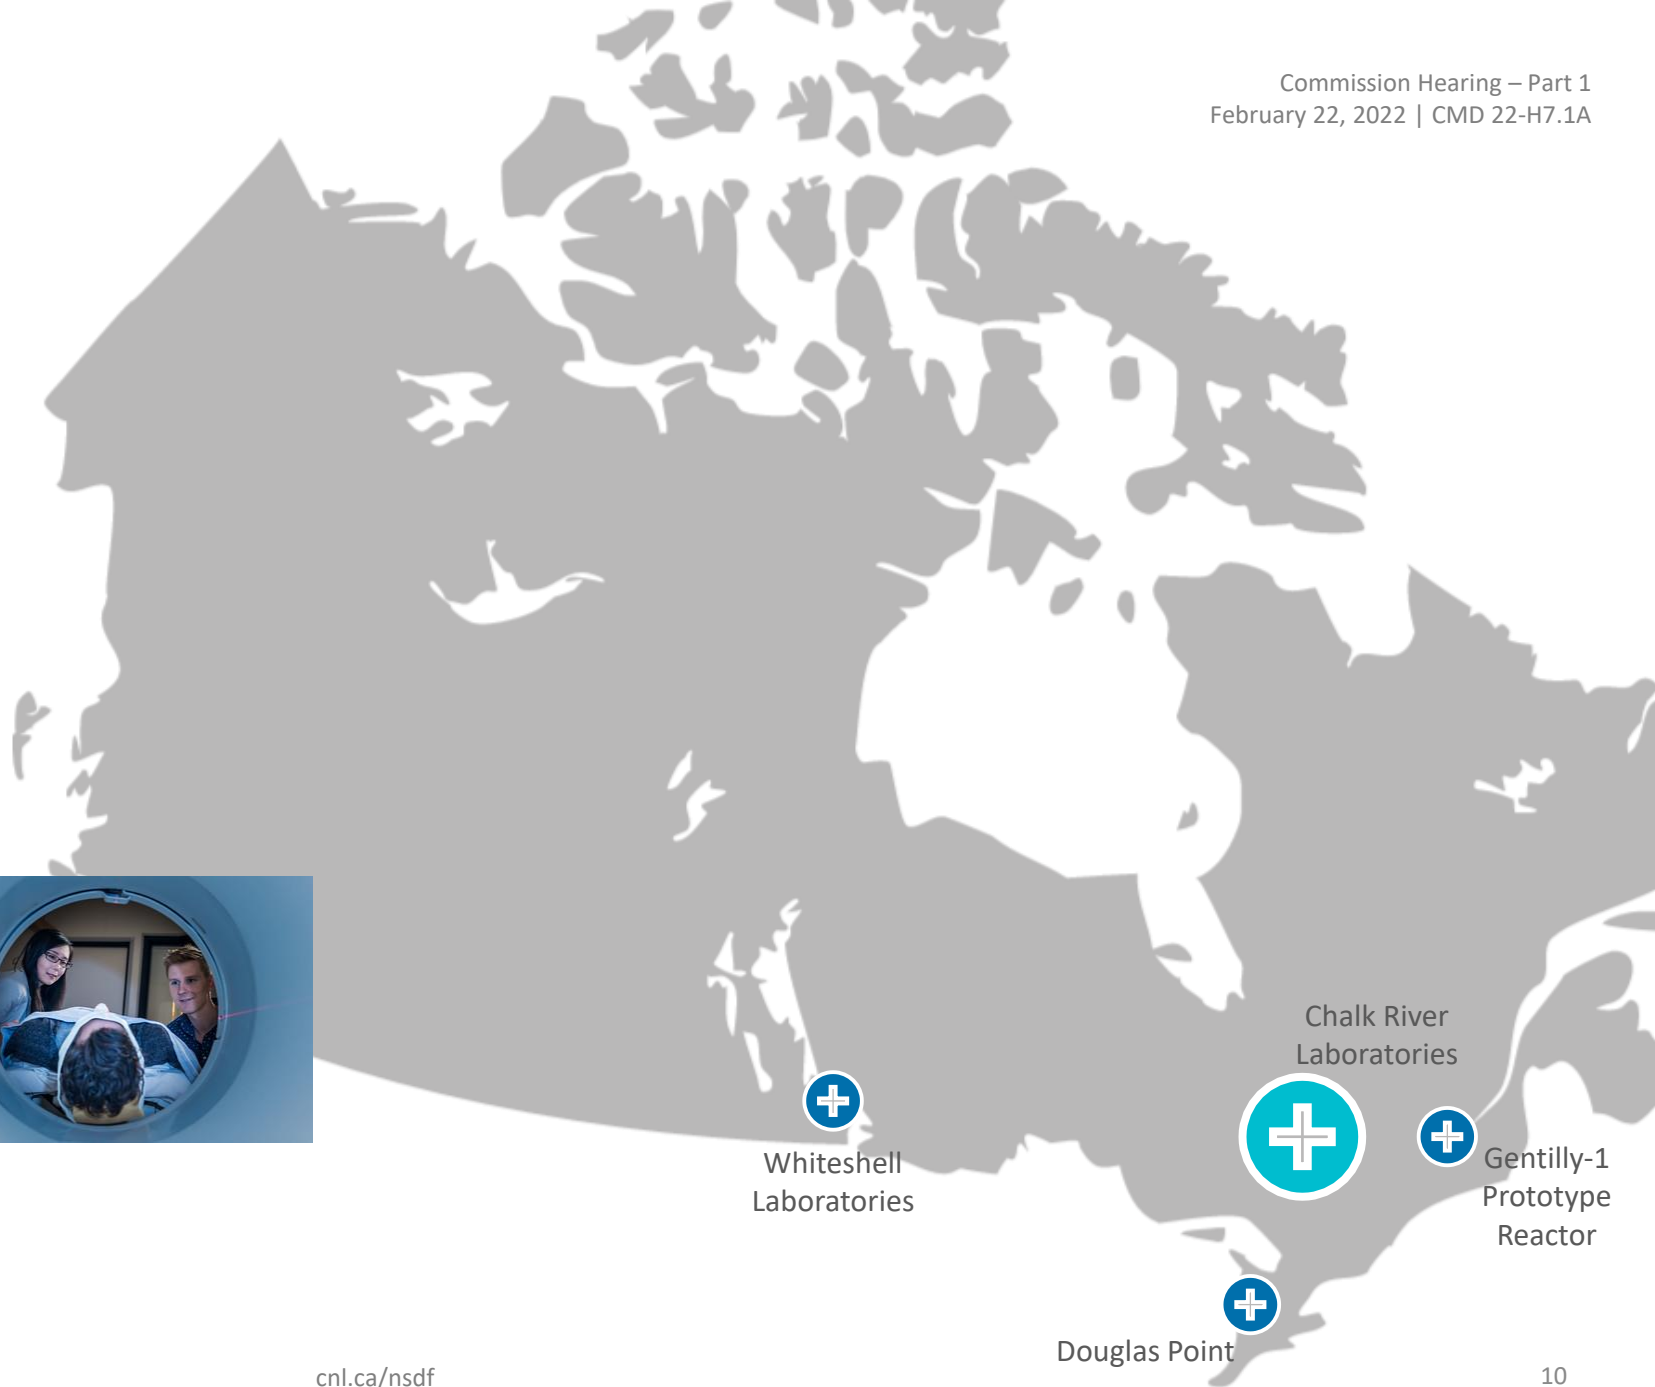 Commission Hearing – Part 1
February 22, 2022 | CMD 22-H7.1A
Chalk River
Laboratories
Whiteshell
Laboratories
Gentilly-1
Prototype
Reactor
Douglas Point
cnl.ca/nsdf
10